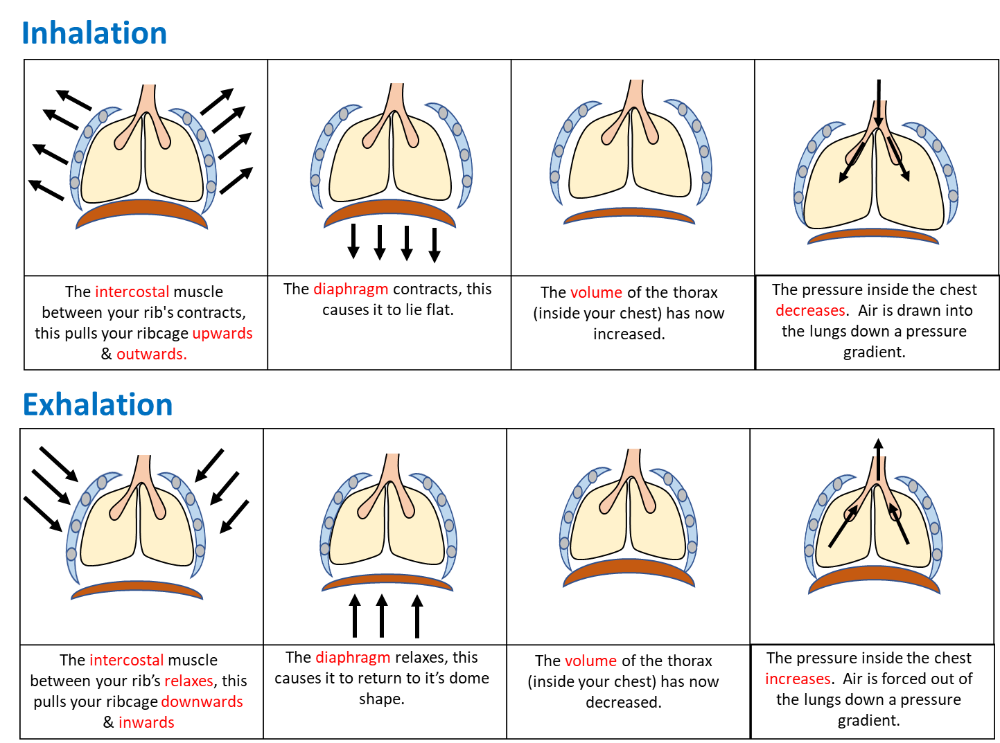 Inhalation
The intercostal muscle
between your rib's contracts,
this pulls your ribcage upwards
& outwards.
The diaphragm contracts, this
causes it to lie flat.
The volume of the thorax
(inside your chest) has now
increased.
The pressure inside the chest
decreases.  Air is drawn into
the lungs down a pressure
gradient.
Exhalation
The intercostal muscle
between your rib’s relaxes, this
pulls your ribcage downwards
& inwards
The diaphragm relaxes, this
causes it to return to it’s dome
shape.
The volume of the thorax
(inside your chest) has now
decreased.
The pressure inside the chest
increases.  Air is forced out of
the lungs down a pressure
gradient.